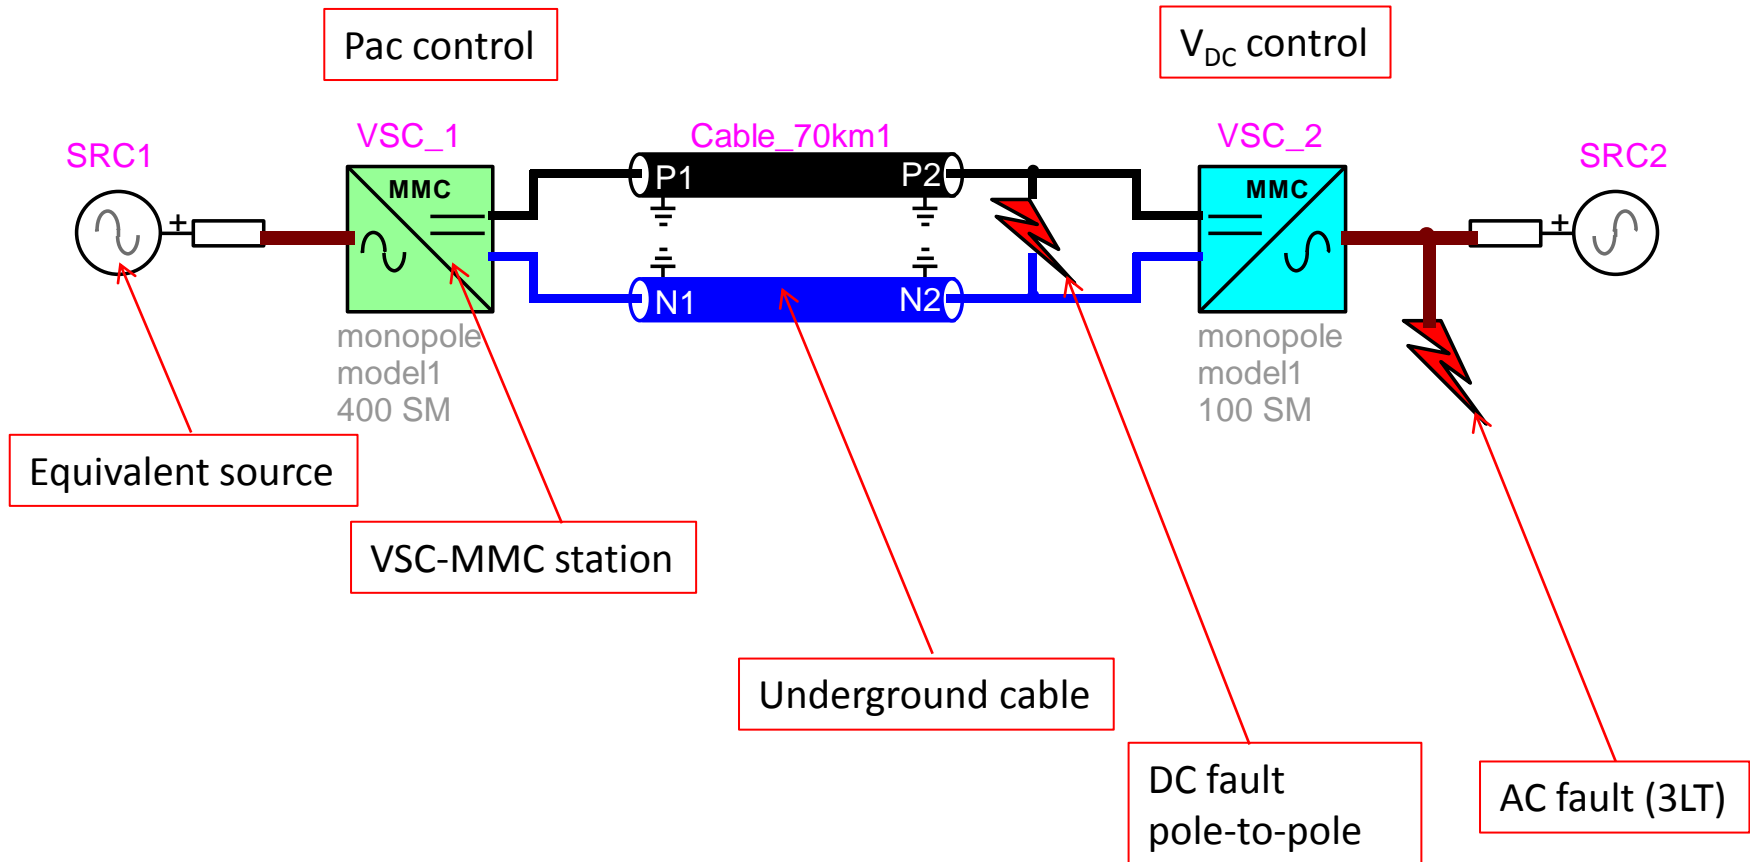 Pac control
VDC control
SRC1
VSC_1
Cable_70km1
VSC_2
SRC2
MMC
P1
P2
MMC
+
+
N1
N2
monopole
model1
400 SM
monopole
model1
100 SM
Equivalent source
VSC-MMC station
Underground cable
DC fault
pole-to-pole
AC fault (3LT)